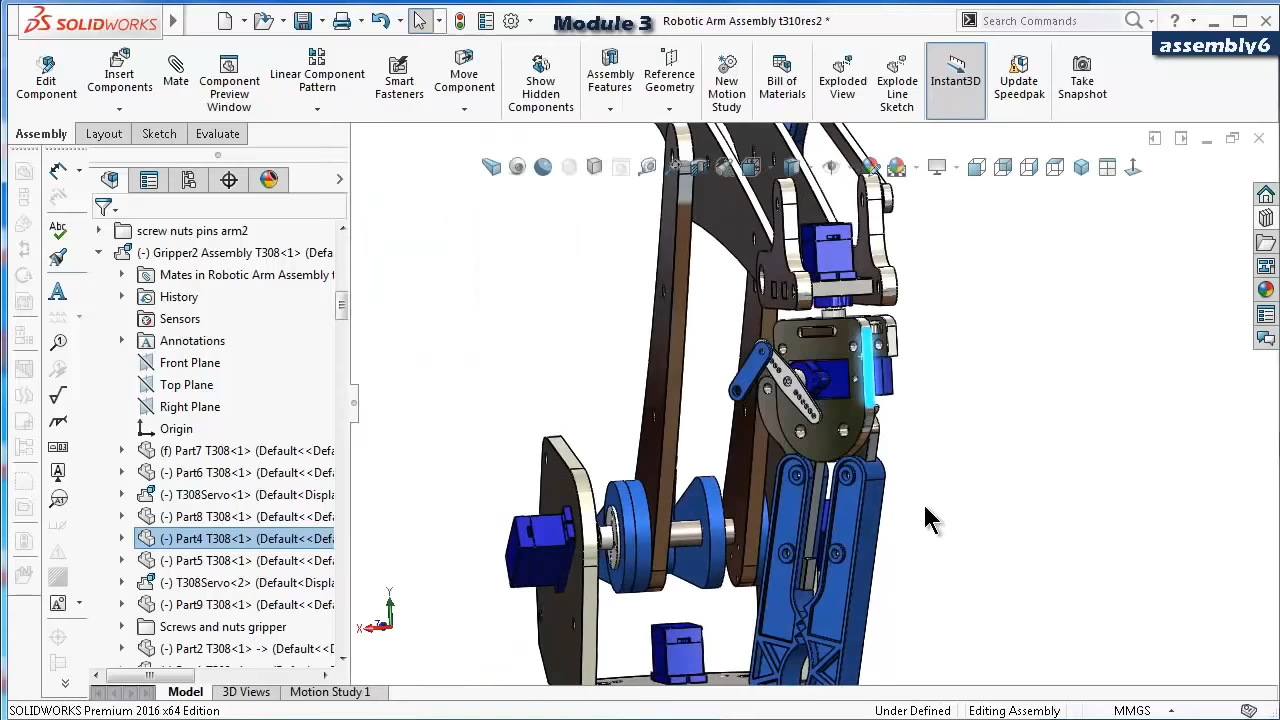 SOLIDWORKS
Module 3
Robotic Arm Assembly t310res2 *
Search Commands
assembly6
Edit Component
Insert Components
Mate
Component Preview Window
Linear Component Pattern
Smart Fasteners
Move Component
Show Hidden Components
Assembly Features
Reference Geometry
New Motion Study
Bill of Materials
Exploded View
Explode Line Sketch
Instant3D
Update Speedpak
Take Snapshot
Assembly
Layout
Sketch
Evaluate
screw nuts pins arm2
(-) Gripper2 Assembly T308<1> (Defa
Mates in Robotic Arm Assembly t
History
Sensors
Annotations
Front Plane
Top Plane
Right Plane
Origin
(f) Part7 T308<1> (Default<<Defa
(-) Part6 T308<1> (Default<<Defa
(-) T308Servo<1> (Default<Displa
(-) Part8 T308<1> (Default<<Defa
(-) Part4 T308<1> (Default<<Defa
(-) Part5 T308<1> (Default<<Defa
(-) T308Servo<2> (Default<Displa
(-) Part9 T308<1> (Default<<Defa
Screws and nuts gripper
(-) Part2 T308<1> -> (Default<<D
Abc
Y
X
Z
Model
3D Views
Motion Study 1
SOLIDWORKS Premium 2016 x64 Edition
Under Defined
Editing Assembly
MMGS